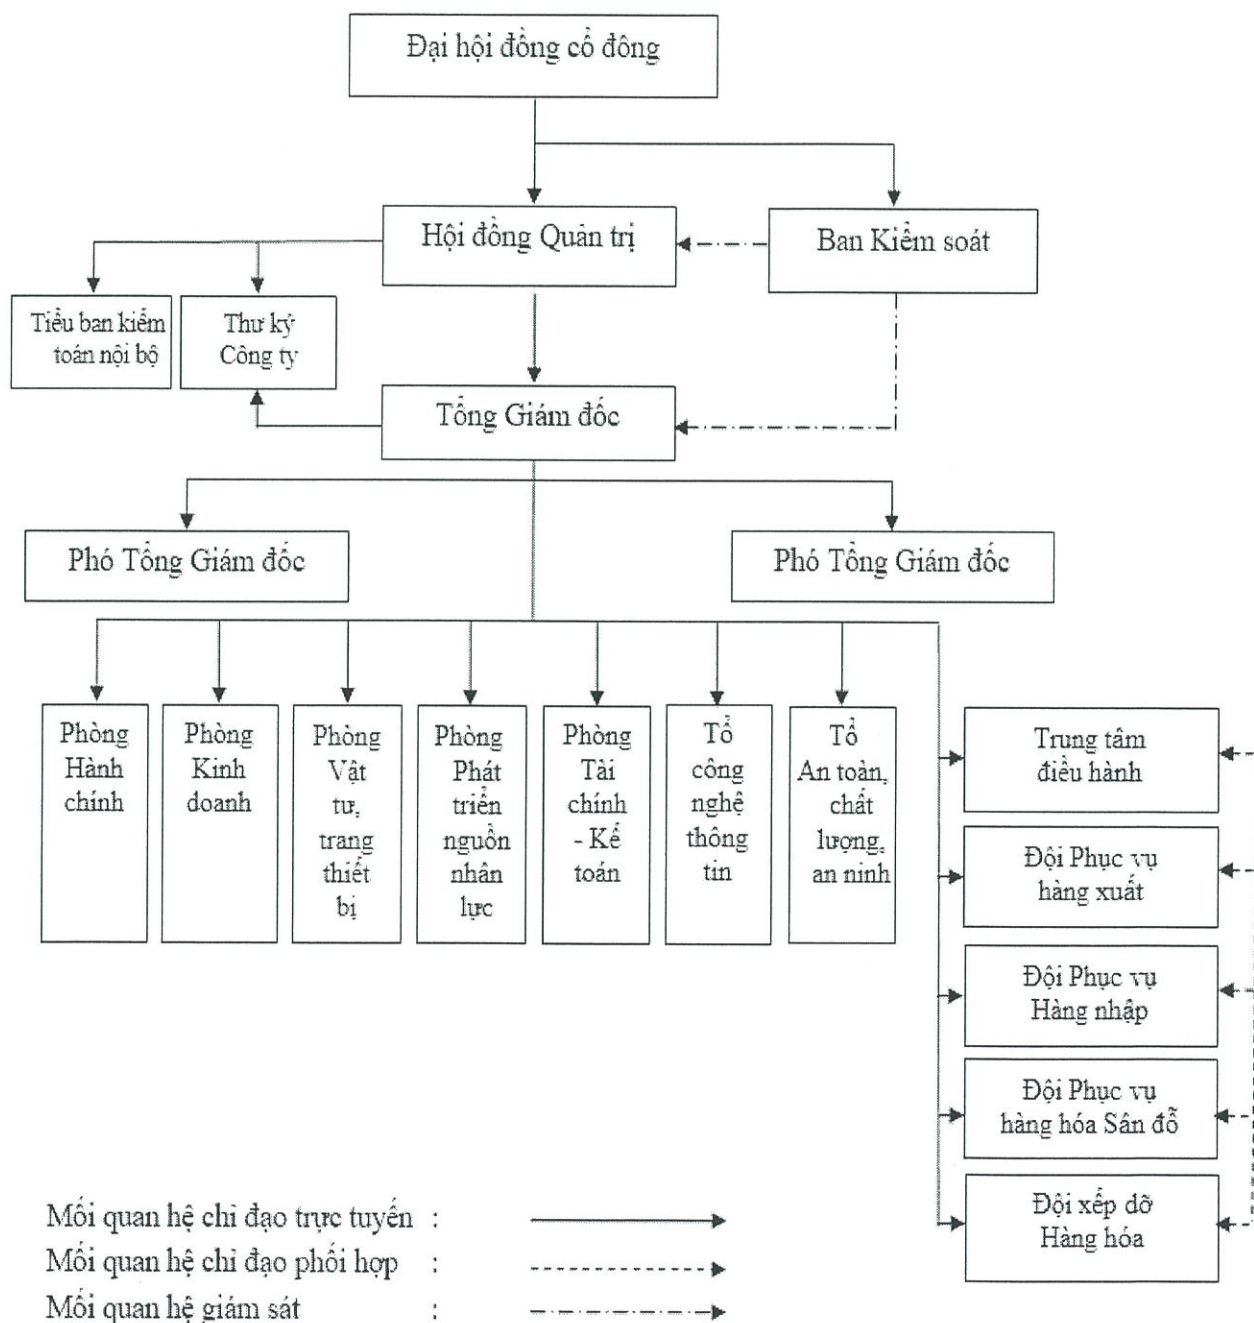 Đại hội đồng cổ đông
Hội đồng Quản trị
Ban Kiểm soát
Tiểu ban kiểm
toán nội bộ
Thư ký
Công ty
Tổng Giám đốc
Phó Tổng Giám đốc
Phó Tổng Giám đốc
Phòng
Hành
chính
Phòng
Kinh
doanh
Phòng
Vật
tư,
trang
thiết
bị
Phòng
Phát
triển
nguồn
nhân
lực
Phòng
Tài
chính
- Kế
toán
Tổ
công
nghệ
thông
tin
Tổ
An toàn,
chất
lượng,
an ninh
Trung tâm
điều hành
Đội Phục vụ
hàng xuất
Đội Phục vụ
Hàng nhập
Đội Phục vụ
hàng hóa Sân đỗ
Đội xếp dỡ
Hàng hóa
Mối quan hệ chỉ đạo trực tuyến :
Mối quan hệ chỉ đạo phối hợp :
Mối quan hệ giám sát :